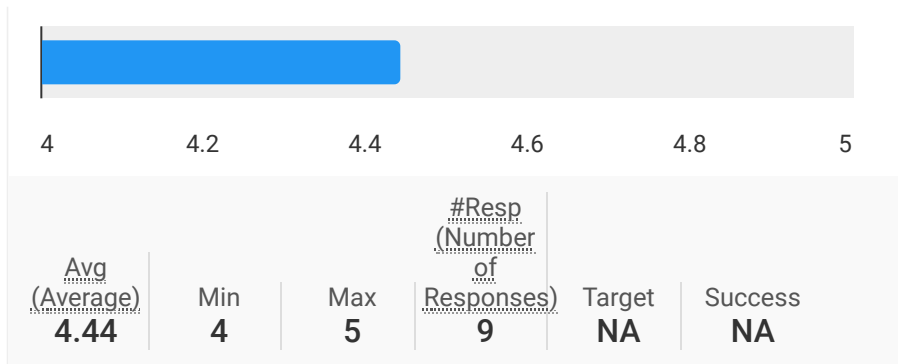 4 4.2 4.4 4.6 4.8 5
#Resp
(Number
of
Avg
(Average) Min Max Responses) Target Success
4.44 4 5 9 NA NA